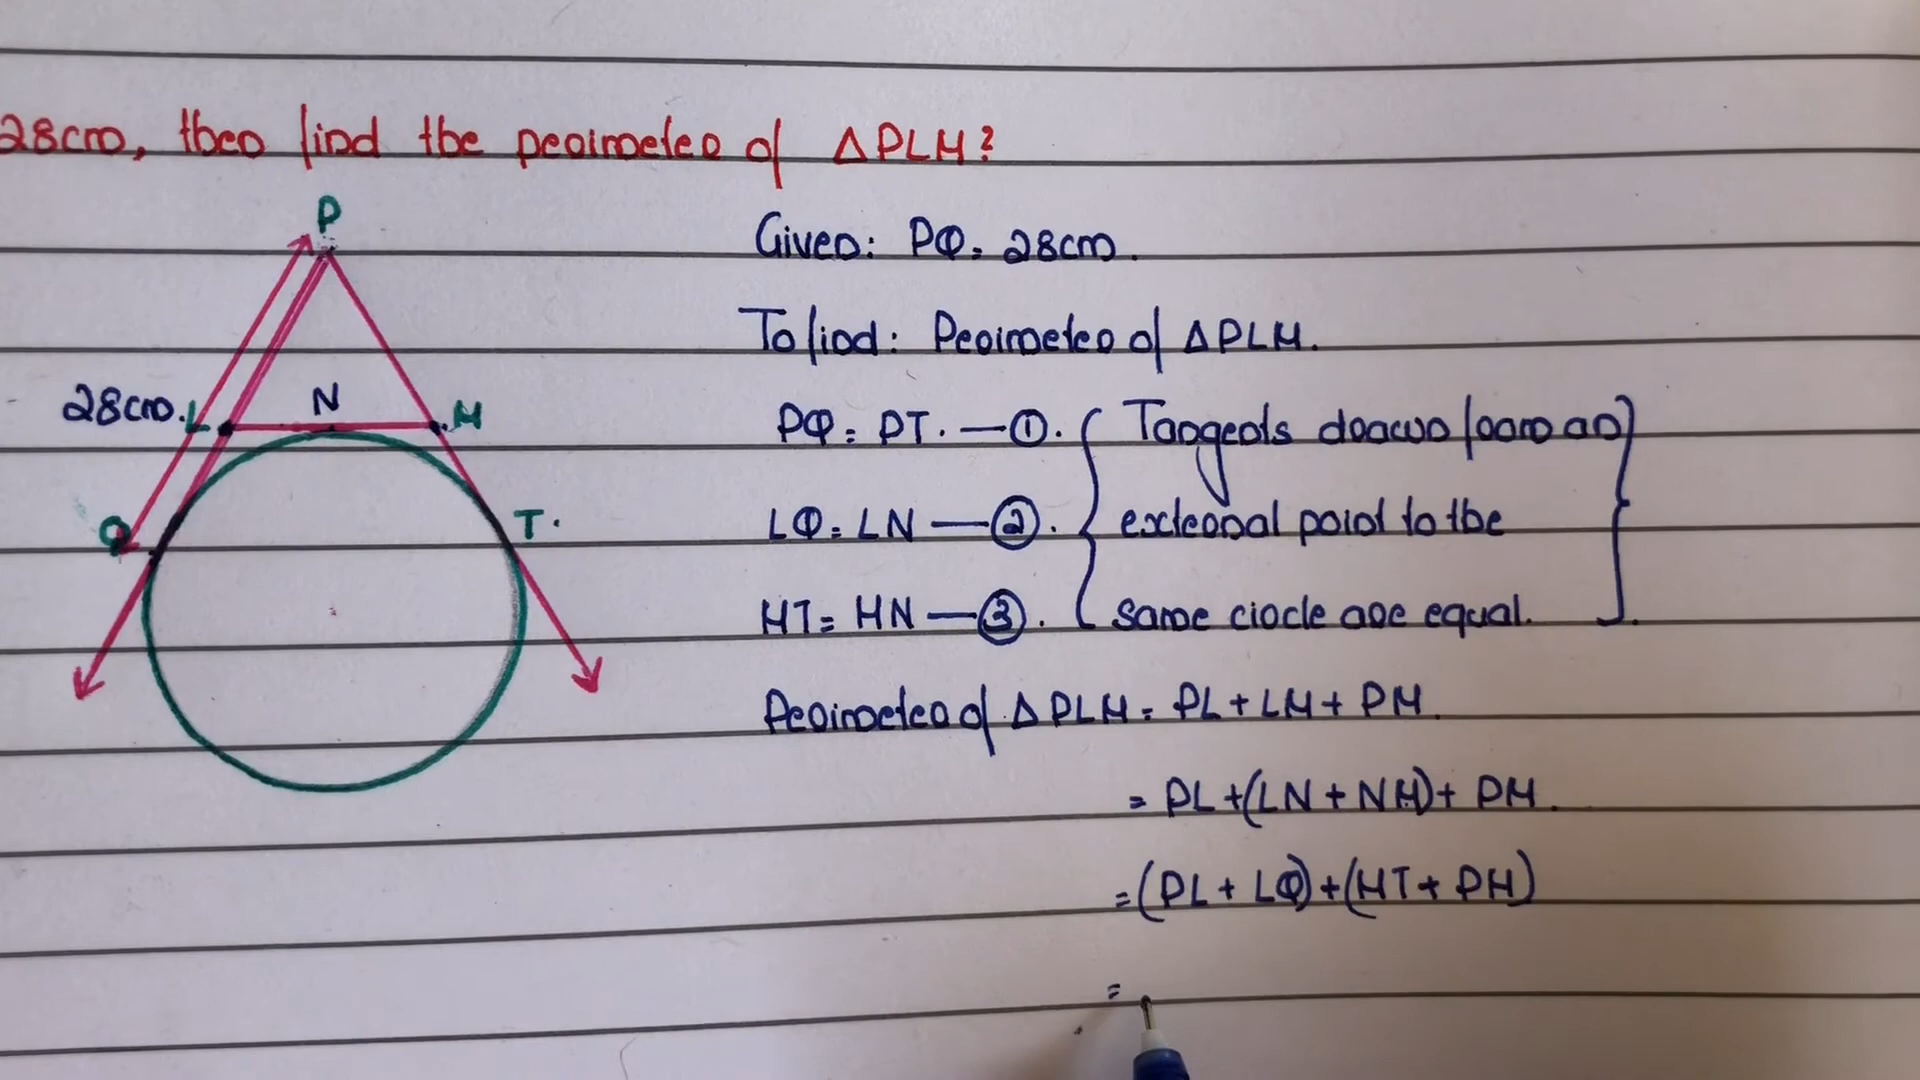 28cm, then find the perimeter of ΔPLM?
P
28cm.
L
N
M
Q
T.
Given: PQ = 28cm.
To find: Perimeter of ΔPLM.
PQ = PT. — ①. { Tangents drawn from an }
LQ = LN — ②. external point to the
MT = MN — ③. same circle are equal.
Perimeter of ΔPLM = PL + LM + PM.
= PL + (LN + NM) + PM.
= (PL + LQ) + (MT + PM)
=